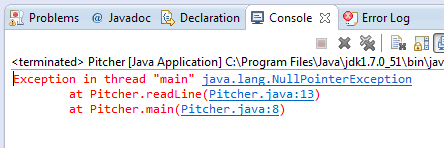 Problems @ Javadoc Declaration Console Error Log
<terminated> Pitcher [Java Application] C:\Program Files\Java\jdk1.7.0_51\bin\jav
Exception in thread "main" java.lang.NullPointerException
at Pitcher.readLine(Pitcher.java:13)
at Pitcher.main(Pitcher.java:8)